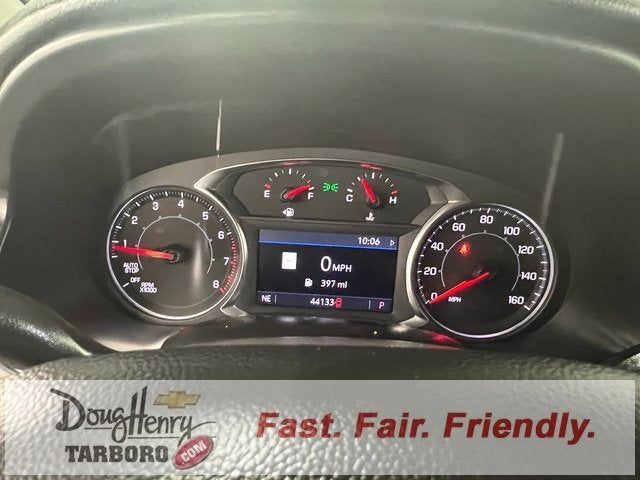 E F C H
1 2 3 4 5 6 7 8
AUTO
STOP
OFF
RPM
X1000
10:06
0 MPH
397 mi
NE 44133 P
0 20 40 60 80 100 120 140 160
MPH
Doug Henry
TARBORO .COM
Fast. Fair. Friendly.